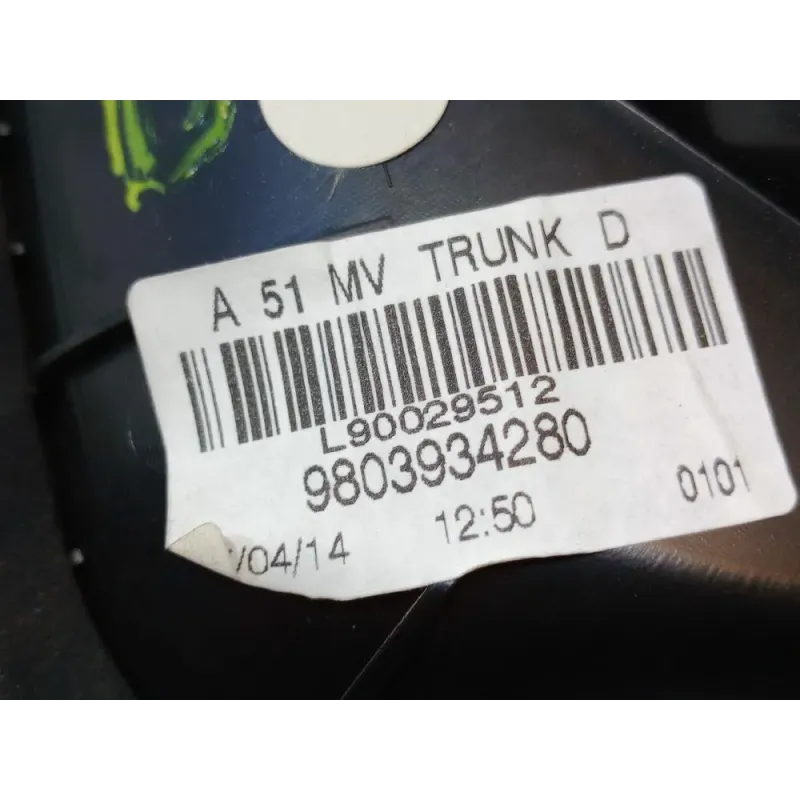 A 51 MV TRUNK D
L90029512
9803934280
/04/14 12:50 0101